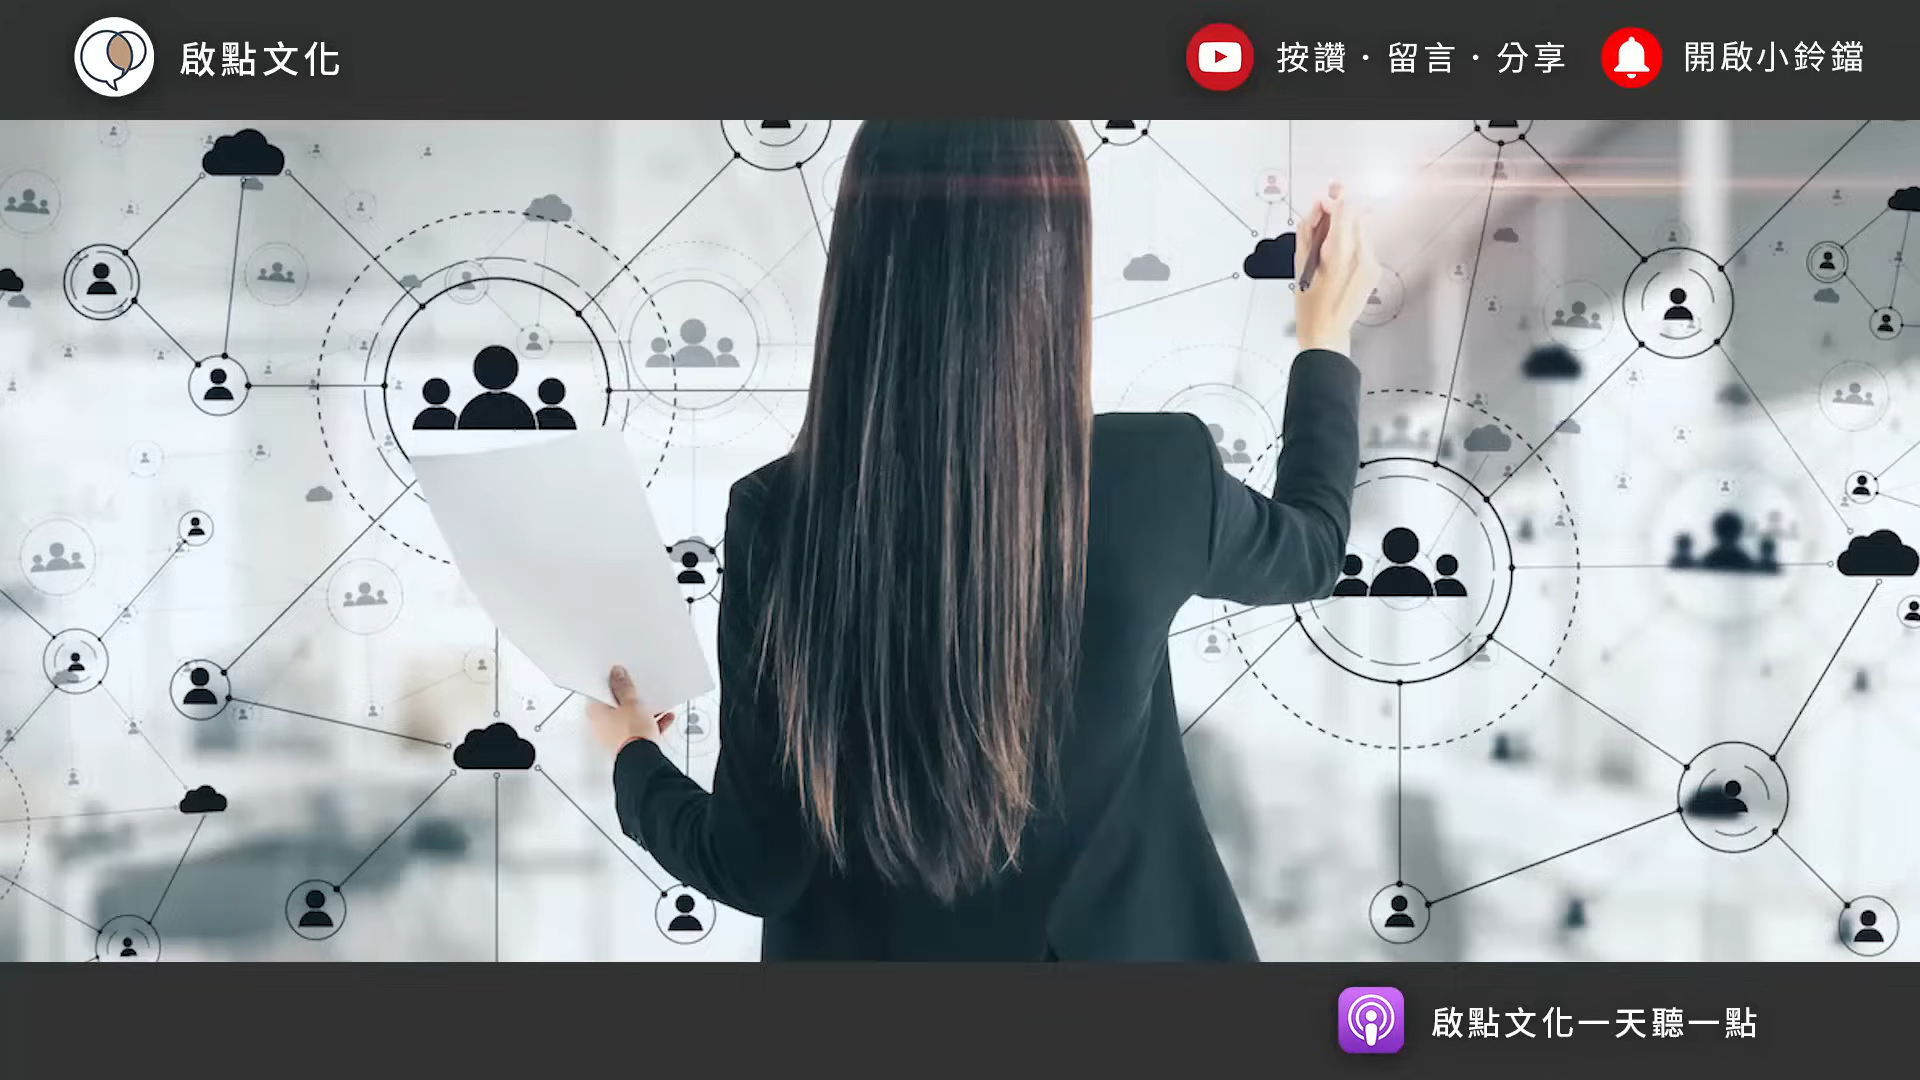 啟點文化
按讚・留言・分享
開啟小鈴鐺
啟點文化一天聽一點